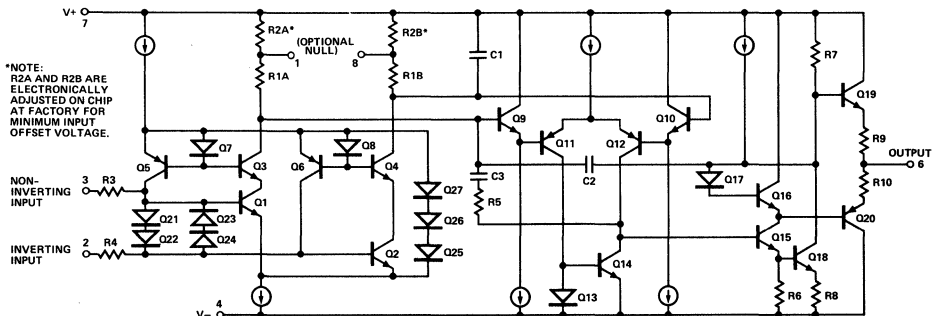 V+
7
R2A*
(OPTIONAL
NULL)
1
8
R2B*
R1A
R1B
C1
R7
*NOTE:
R2A AND R2B ARE
ELECTRONICALLY
ADJUSTED ON CHIP
AT FACTORY FOR
MINIMUM INPUT
OFFSET VOLTAGE.
Q19
Q9
Q10
Q11
Q12
Q7
Q8
Q5
Q3
Q6
Q4
R9
OUTPUT
6
R10
NON-
INVERTING
INPUT
3
R3
C3
C2
Q17
Q16
Q27
Q1
R5
Q21
Q23
Q26
Q20
Q22
Q24
Q15
INVERTING
INPUT
2
R4
Q25
Q2
Q14
Q18
Q13
R6
R8
V-
4